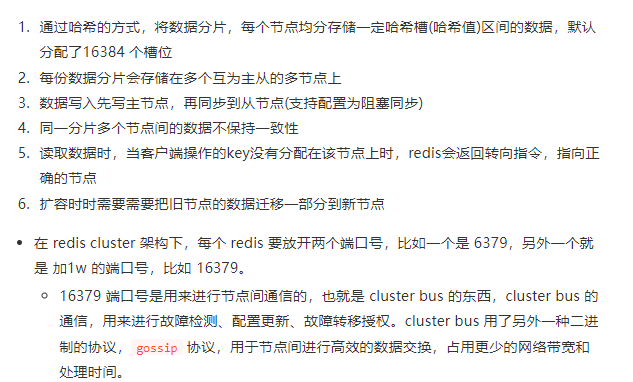 1. 通过哈希的方式，将数据分片，每个节点均分存储一定哈希槽(哈希值)区间的数据，默认
分配了16384 个槽位
2. 每份数据分片会存储在多个互为主从的多节点上
3. 数据写入先写主节点，再同步到从节点(支持配置为阻塞同步)
4. 同一分片多个节点间的数据不保持一致性
5. 读取数据时，当客户端操作的key没有分配在该节点上时，redis会返回转向指令，指向正
确的节点
6. 扩容时时需要需要把旧节点的数据迁移一部分到新节点
• 在 redis cluster 架构下，每个 redis 要放开两个端口号，比如一个是 6379，另外一个就
是 加1w 的端口号，比如 16379。
◦ 16379 端口号是用来进行节点间通信的，也就是 cluster bus 的东西，cluster bus 的
通信，用来进行故障检测、配置更新、故障转移授权。cluster bus 用了另外一种二进
制的协议， gossip 协议，用于节点间进行高效的数据交换，占用更少的网络带宽和
处理时间。